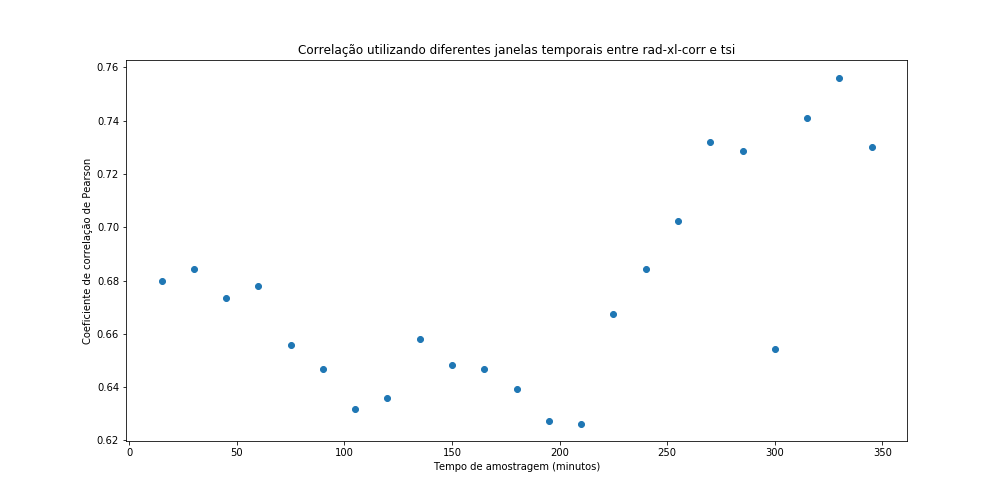 Correlação utilizando diferentes janelas temporais entre rad-xl-corr e tsi
Coeficiente de correlação de Pearson
0.76
0.74
0.72
0.70
0.68
0.66
0.64
0.62
0 50 100 150 200 250 300 350
Tempo de amostragem (minutos)